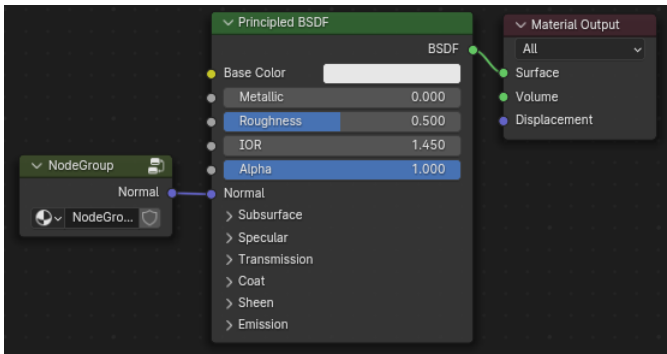 NodeGroup
Normal
NodeGro...
Principled BSDF
BSDF
Base Color
Metallic 0.000
Roughness 0.500
IOR 1.450
Alpha 1.000
Normal
Subsurface
Specular
Transmission
Coat
Sheen
Emission
Material Output
All
Surface
Volume
Displacement